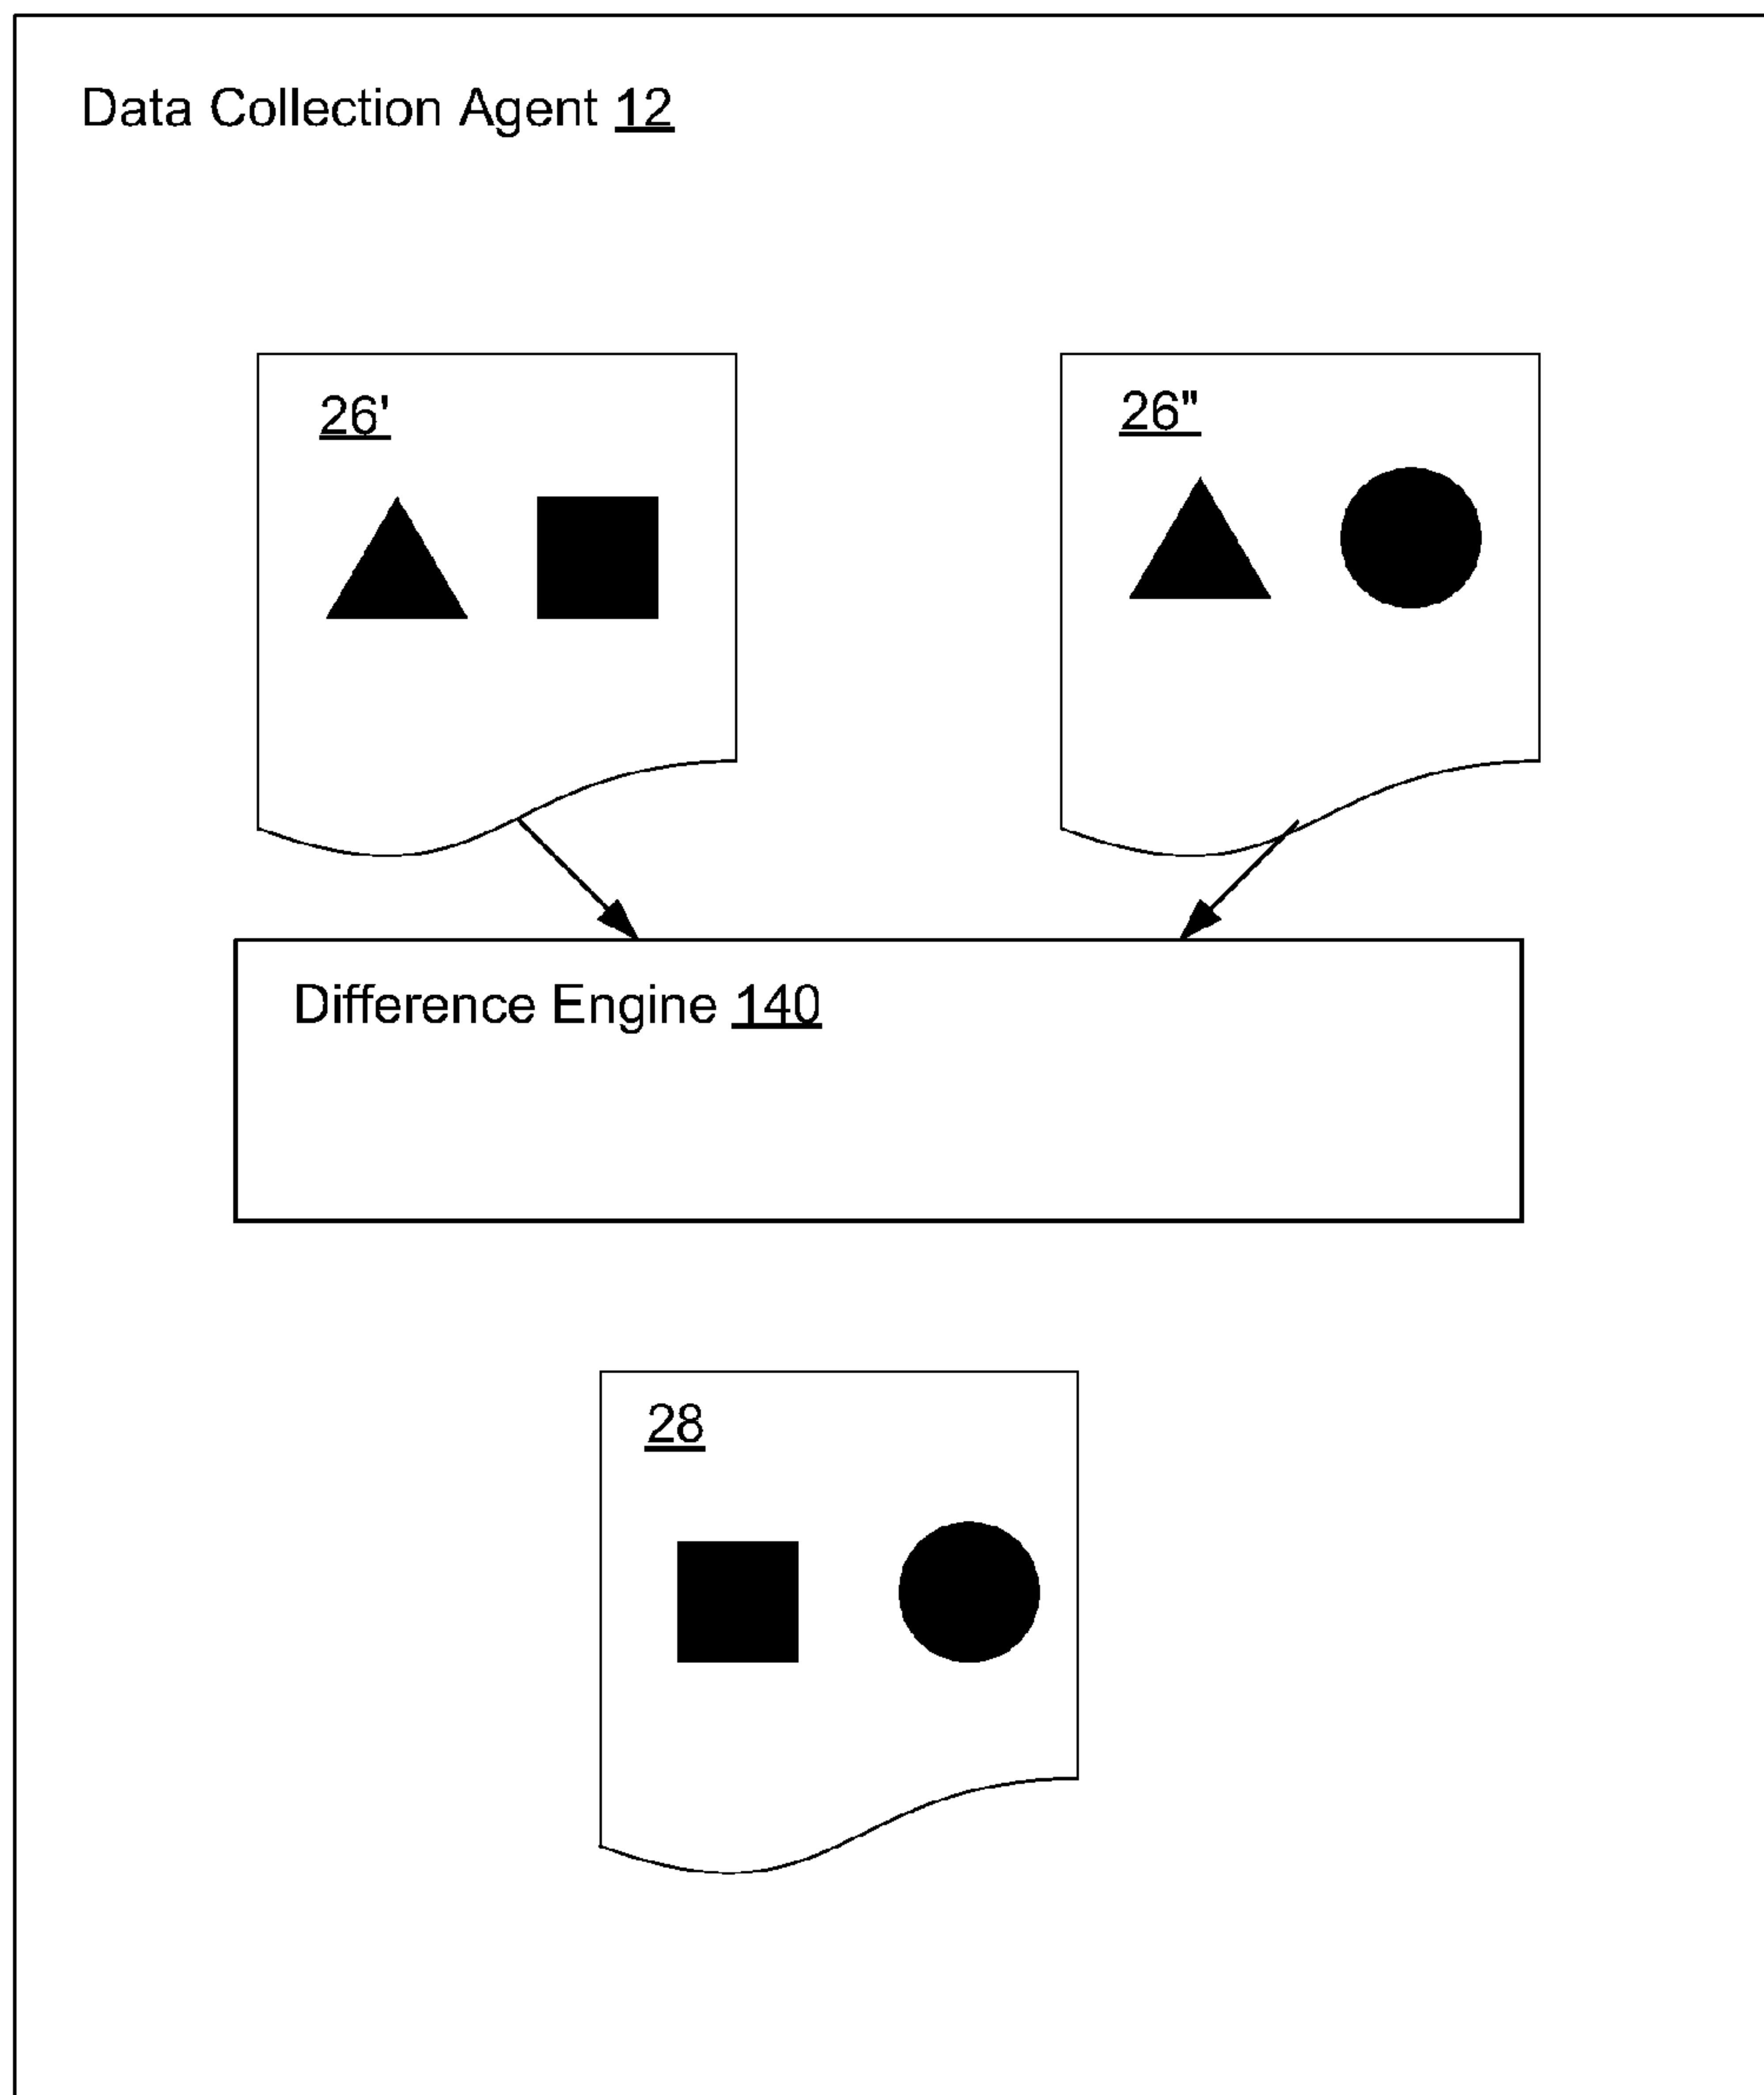 Data Collection Agent 12
26'
26"
Difference Engine 140
28